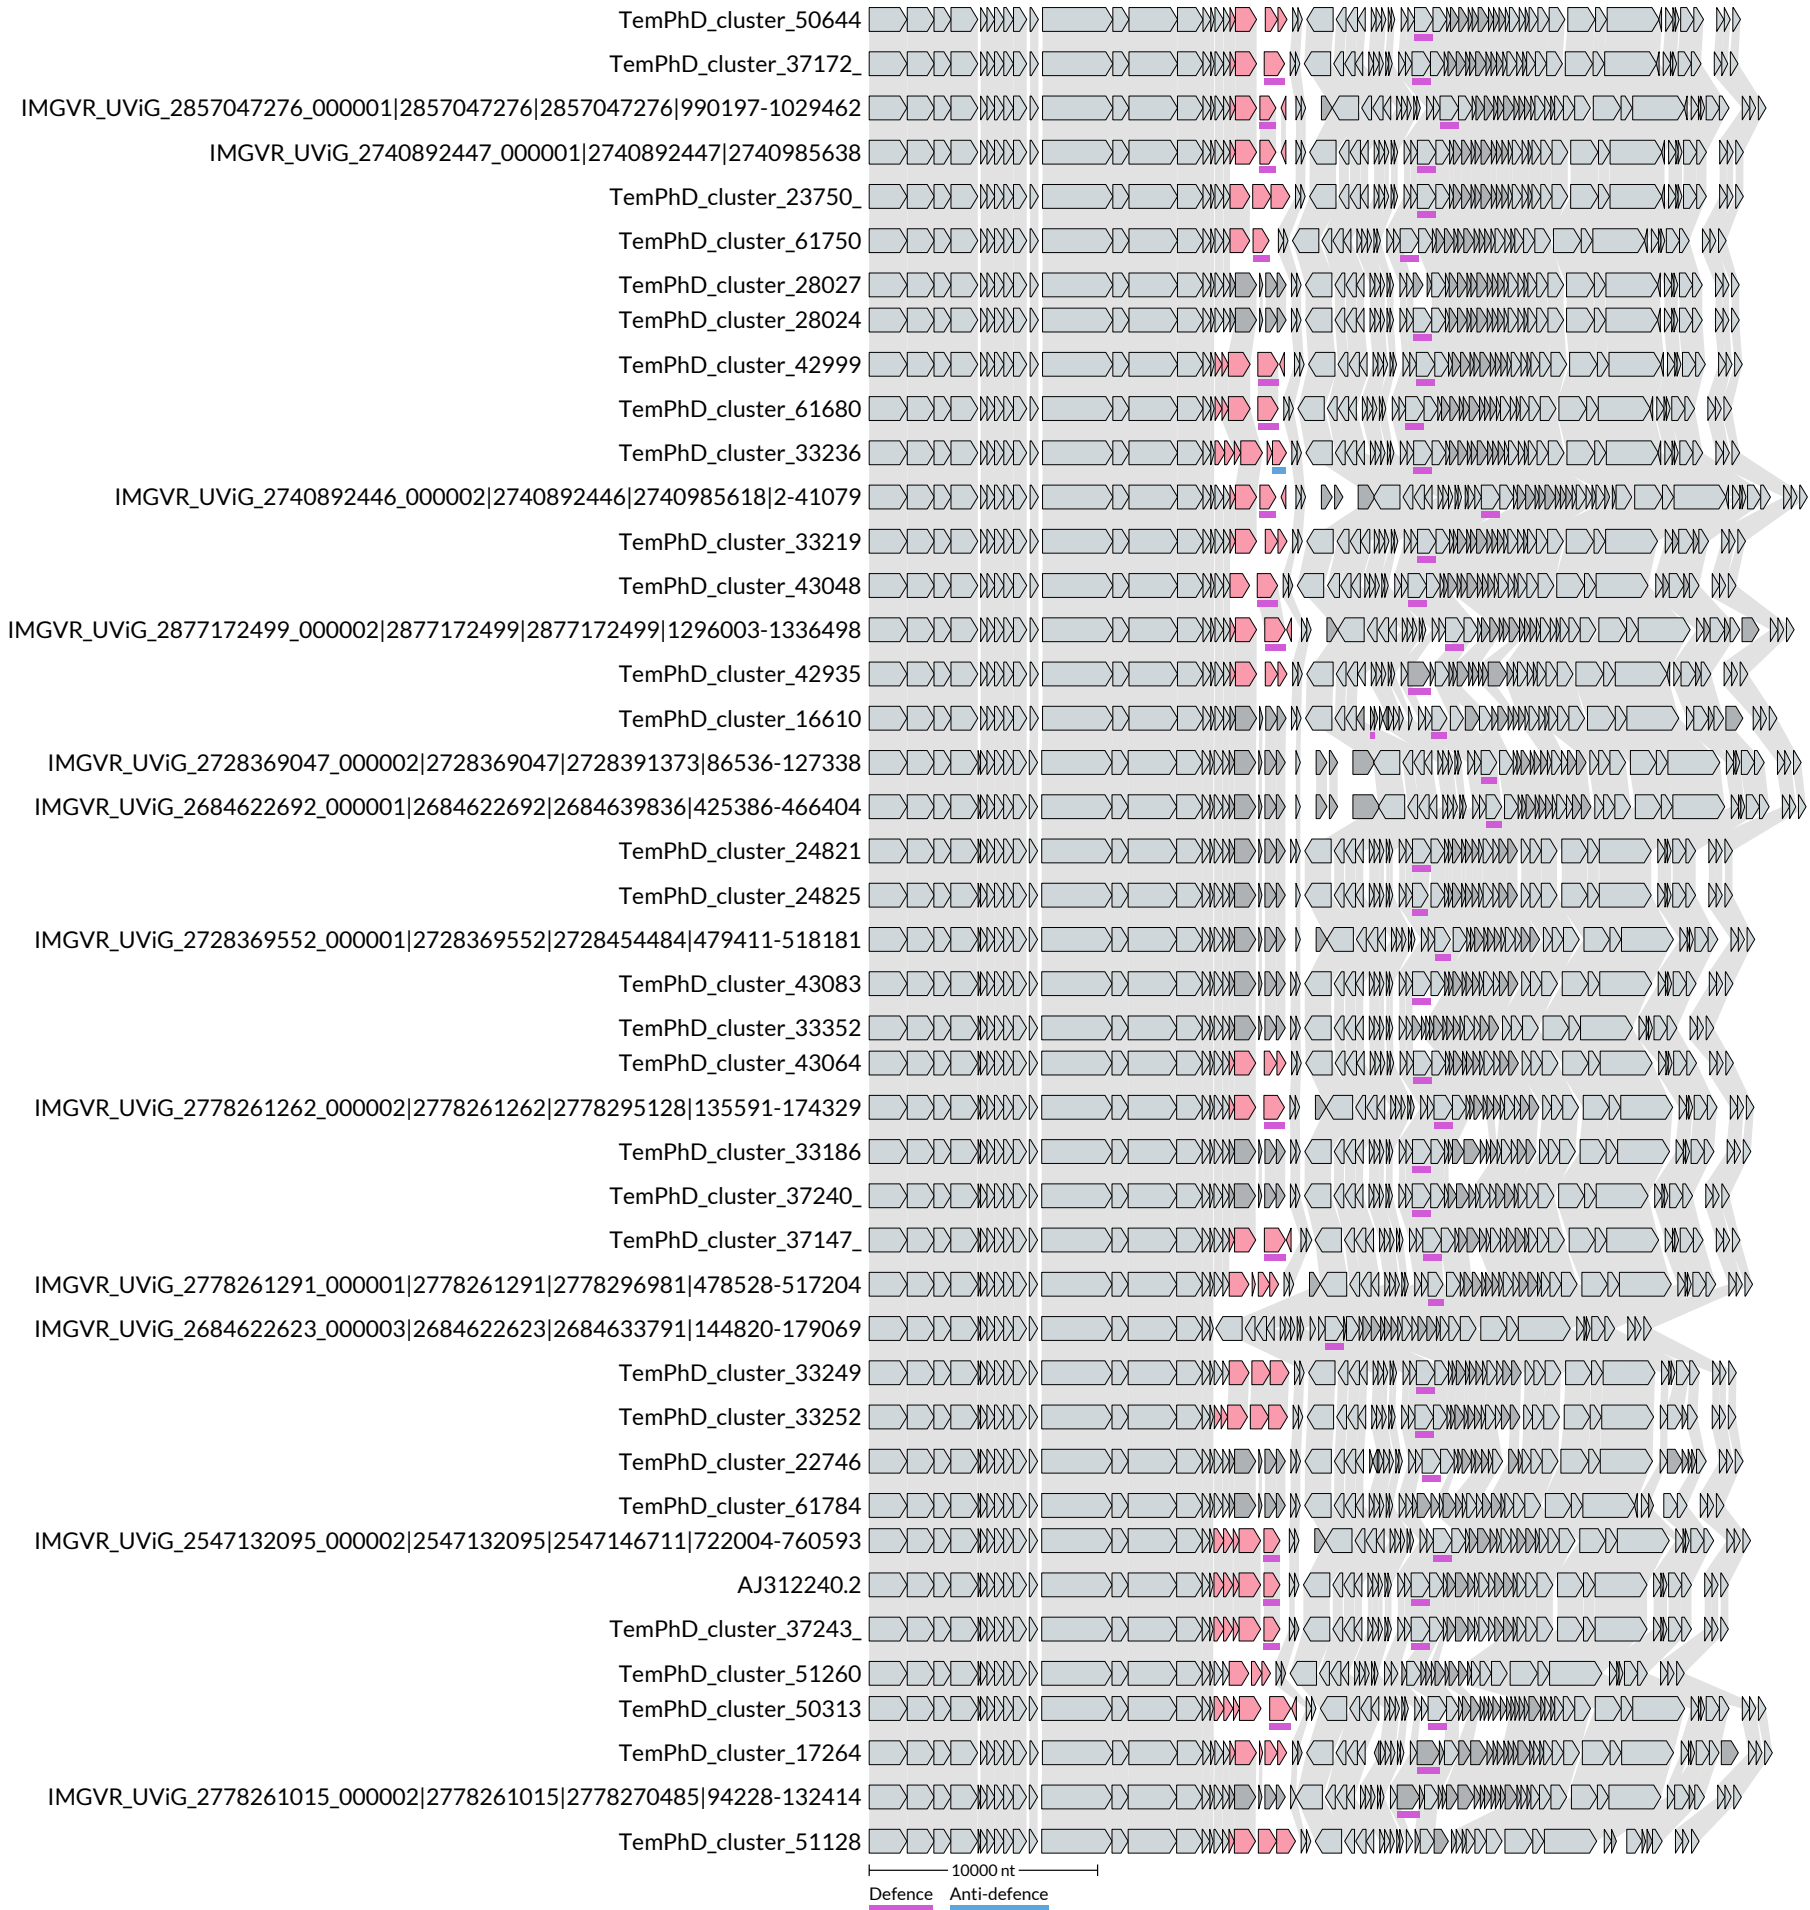 TemPhD_cluster_50644
TemPhD_cluster_37172_
IMGVR_UViG_2857047276_000001|2857047276|2857047276|990197-1029462
IMGVR_UViG_2740892447_000001|2740892447|2740985638
TemPhD_cluster_23750_
TemPhD_cluster_61750
TemPhD_cluster_28027
TemPhD_cluster_28024
TemPhD_cluster_42999
TemPhD_cluster_61680
TemPhD_cluster_33236
IMGVR_UViG_2740892446_000002|2740892446|2740985618|2-41079
TemPhD_cluster_33219
TemPhD_cluster_43048
IMGVR_UViG_2877172499_000002|2877172499|2877172499|1296003-1336498
TemPhD_cluster_42935
TemPhD_cluster_16610
IMGVR_UViG_2728369047_000002|2728369047|2728391373|86536-127338
IMGVR_UViG_2684622692_000001|2684622692|2684639836|425386-466404
TemPhD_cluster_24821
TemPhD_cluster_24825
IMGVR_UViG_2728369552_000001|2728369552|2728454484|479411-518181
TemPhD_cluster_43083
TemPhD_cluster_33352
TemPhD_cluster_43064
IMGVR_UViG_2778261262_000002|2778261262|2778295128|135591-174329
TemPhD_cluster_33186
TemPhD_cluster_37240_
TemPhD_cluster_37147_
IMGVR_UViG_2778261291_000001|2778261291|2778296981|478528-517204
IMGVR_UViG_2684622623_000003|2684622623|2684633791|144820-179069
TemPhD_cluster_33249
TemPhD_cluster_33252
TemPhD_cluster_22746
TemPhD_cluster_61784
IMGVR_UViG_2547132095_000002|2547132095|2547146711|722004-760593
AJ312240.2
TemPhD_cluster_37243_
TemPhD_cluster_51260
TemPhD_cluster_50313
TemPhD_cluster_17264
IMGVR_UViG_2778261015_000002|2778261015|2778270485|94228-132414
TemPhD_cluster_51128
10000 nt
Defence Anti-defence